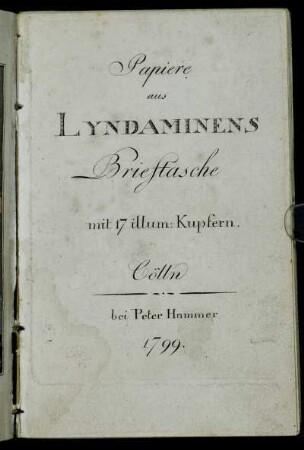 Papiere
aus
LYNDAMINENS
Brieftasche
mit 17 illum: Kupfern.
Cölln
bei Peter Hammer
1799.